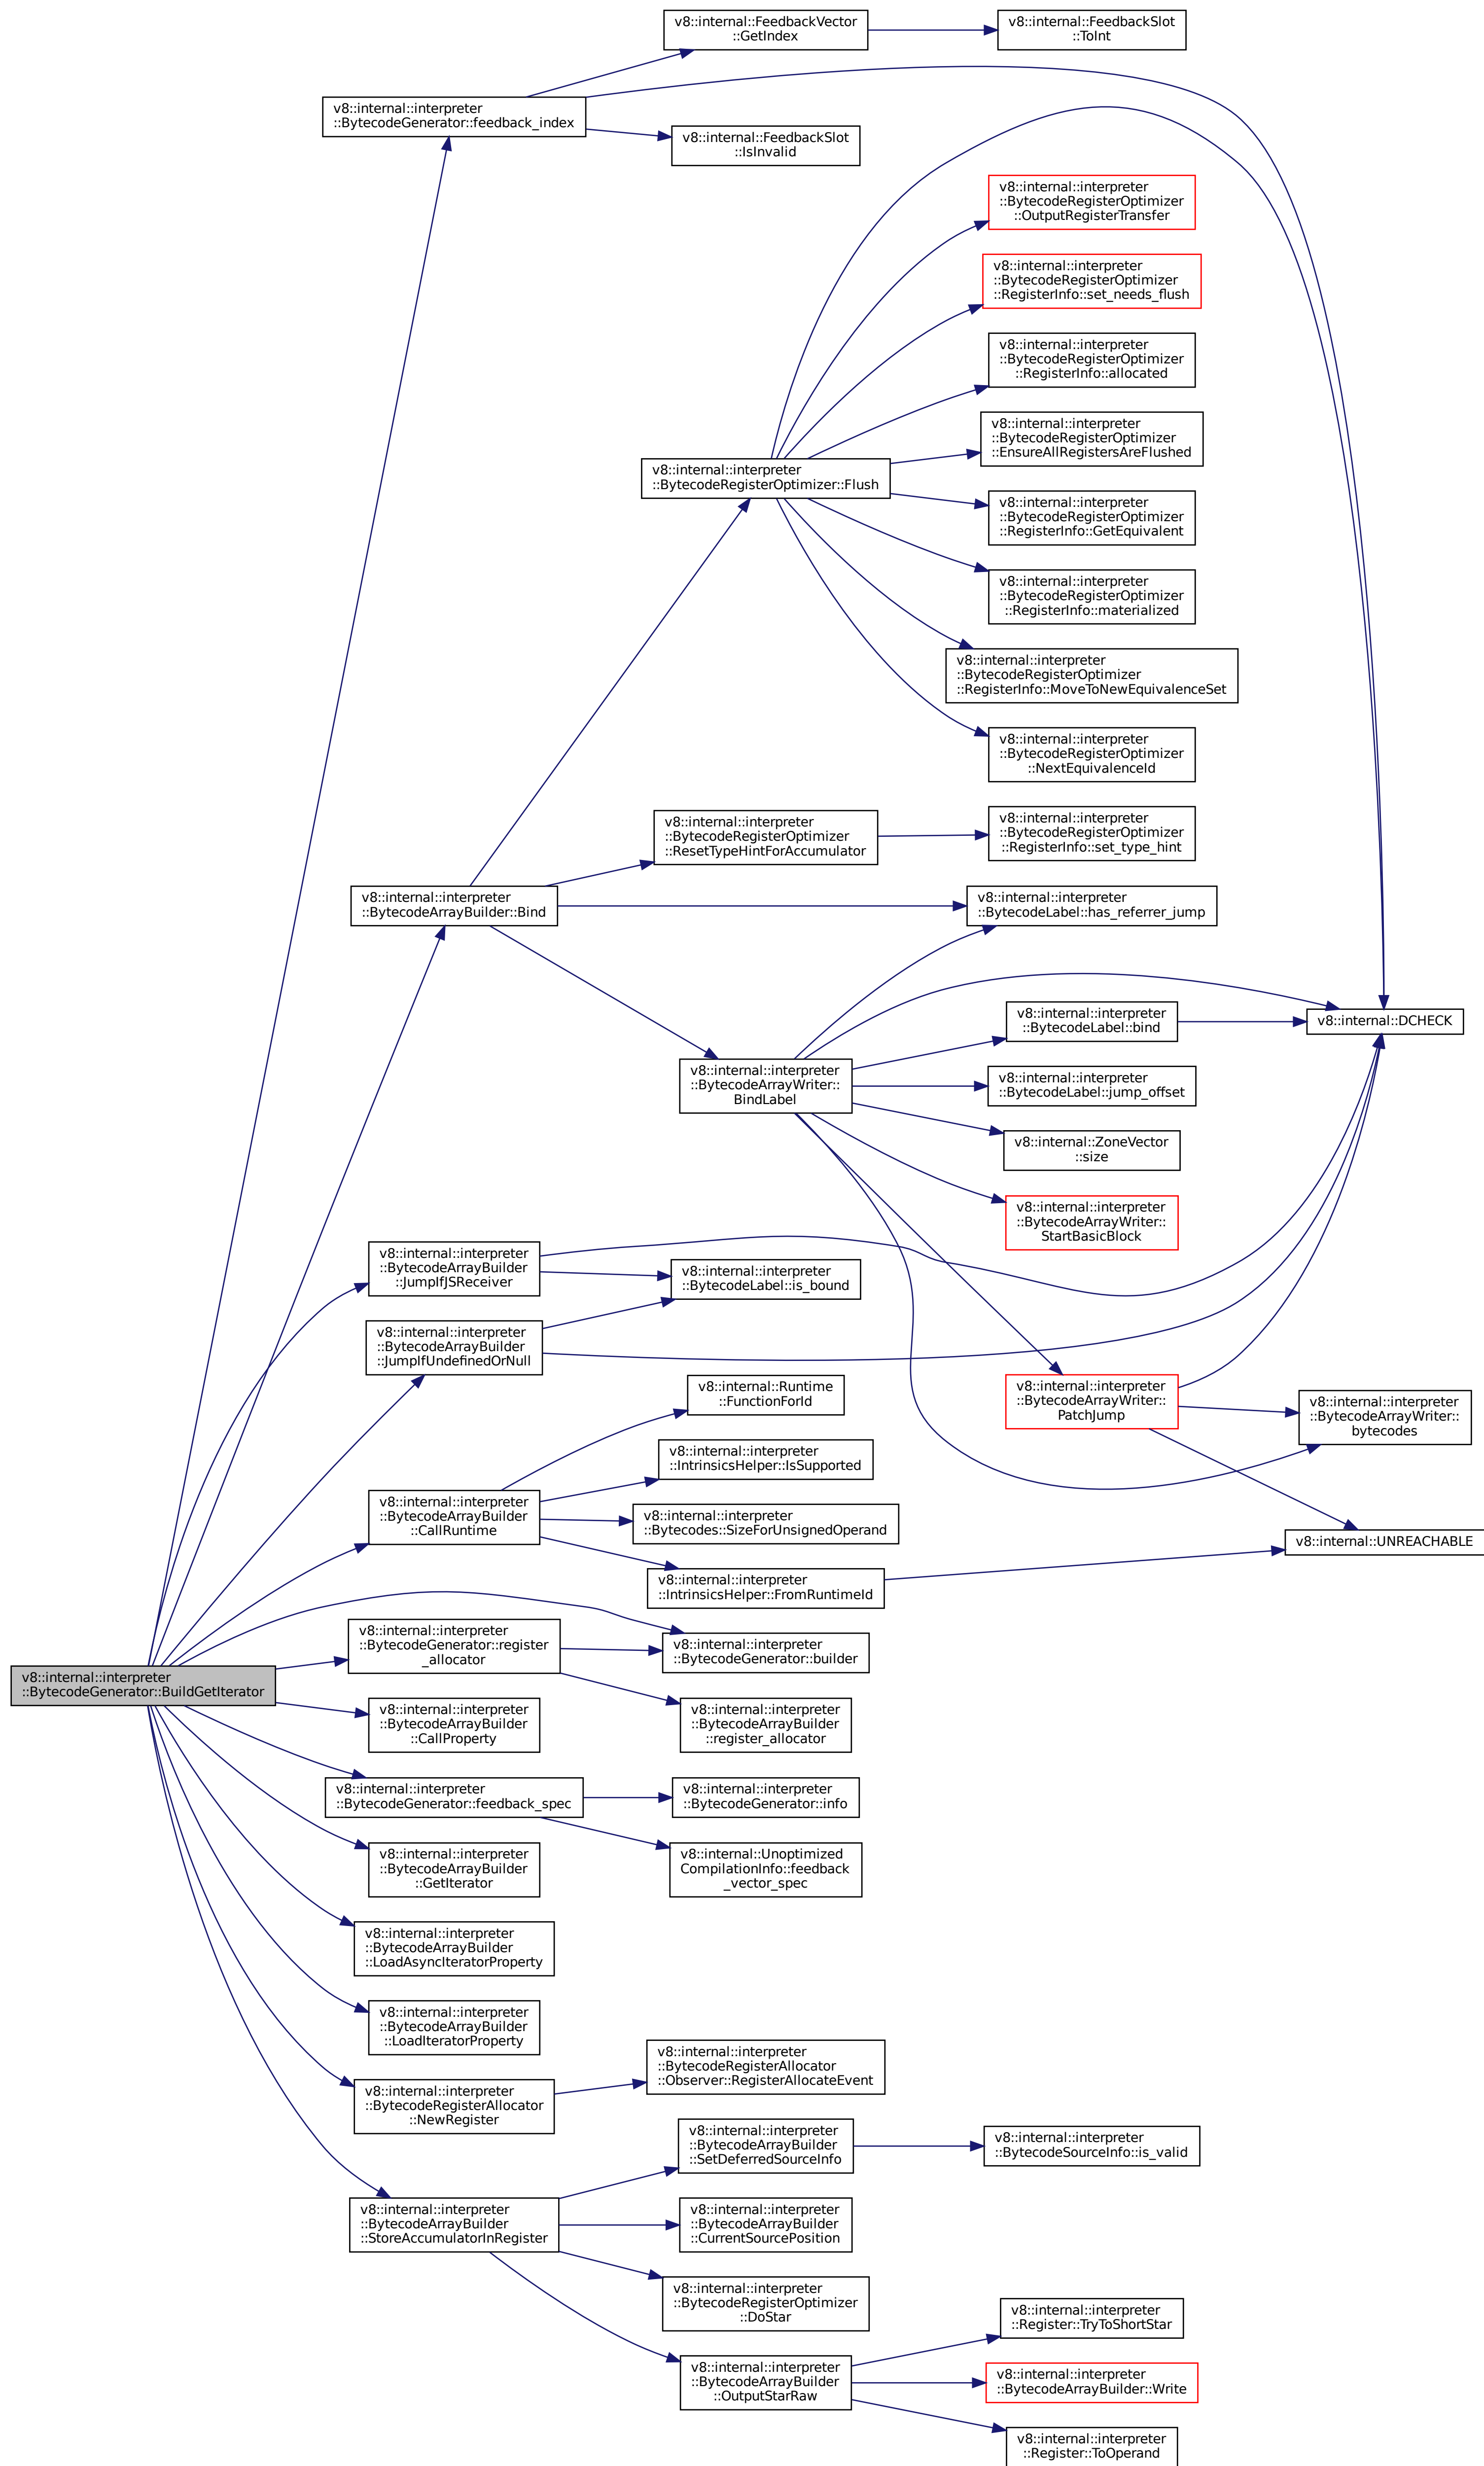 v8::internal::FeedbackVector
::GetIndex
v8::internal::FeedbackSlot
::ToInt
v8::internal::interpreter
::BytecodeGenerator::feedback_index
v8::internal::FeedbackSlot
::IsInvalid
v8::internal::interpreter
::BytecodeRegisterOptimizer
::OutputRegisterTransfer
v8::internal::interpreter
::BytecodeRegisterOptimizer
::RegisterInfo::set_needs_flush
v8::internal::interpreter
::BytecodeRegisterOptimizer
::RegisterInfo::allocated
v8::internal::interpreter
::BytecodeRegisterOptimizer
::EnsureAllRegistersAreFlushed
v8::internal::interpreter
::BytecodeRegisterOptimizer::Flush
v8::internal::interpreter
::BytecodeRegisterOptimizer
::RegisterInfo::GetEquivalent
v8::internal::interpreter
::BytecodeRegisterOptimizer
::RegisterInfo::materialized
v8::internal::interpreter
::BytecodeRegisterOptimizer
::RegisterInfo::MoveToNewEquivalenceSet
v8::internal::interpreter
::BytecodeRegisterOptimizer
::NextEquivalenceId
v8::internal::interpreter
::BytecodeRegisterOptimizer
::ResetTypeHintForAccumulator
v8::internal::interpreter
::BytecodeRegisterOptimizer
::RegisterInfo::set_type_hint
v8::internal::interpreter
::BytecodeArrayBuilder::Bind
v8::internal::interpreter
::BytecodeLabel::has_referrer_jump
v8::internal::interpreter
::BytecodeLabel::bind
v8::internal::DCHECK
v8::internal::interpreter
::BytecodeArrayWriter::
BindLabel
v8::internal::interpreter
::BytecodeLabel::jump_offset
v8::internal::ZoneVector
::size
v8::internal::interpreter
::BytecodeArrayWriter::
StartBasicBlock
v8::internal::interpreter
::BytecodeArrayBuilder
::JumpIfJSReceiver
v8::internal::interpreter
::BytecodeLabel::is_bound
v8::internal::interpreter
::BytecodeArrayBuilder
::JumpIfUndefinedOrNull
v8::internal::interpreter
::BytecodeArrayWriter::
PatchJump
v8::internal::interpreter
::BytecodeArrayWriter::
bytecodes
v8::internal::Runtime
::FunctionForId
v8::internal::interpreter
::IntrinsicsHelper::IsSupported
v8::internal::interpreter
::BytecodeArrayBuilder
::CallRuntime
v8::internal::interpreter
::Bytecodes::SizeForUnsignedOperand
v8::internal::UNREACHABLE
v8::internal::interpreter
::IntrinsicsHelper::FromRuntimeId
v8::internal::interpreter
::BytecodeGenerator::register
_allocator
v8::internal::interpreter
::BytecodeGenerator::builder
v8::internal::interpreter
::BytecodeGenerator::BuildGetIterator
v8::internal::interpreter
::BytecodeArrayBuilder
::CallProperty
v8::internal::interpreter
::BytecodeArrayBuilder
::register_allocator
v8::internal::interpreter
::BytecodeGenerator::feedback_spec
v8::internal::interpreter
::BytecodeGenerator::info
v8::internal::interpreter
::BytecodeArrayBuilder
::GetIterator
v8::internal::Unoptimized
CompilationInfo::feedback
_vector_spec
v8::internal::interpreter
::BytecodeArrayBuilder
::LoadAsyncIteratorProperty
v8::internal::interpreter
::BytecodeArrayBuilder
::LoadIteratorProperty
v8::internal::interpreter
::BytecodeRegisterAllocator
::Observer::RegisterAllocateEvent
v8::internal::interpreter
::BytecodeRegisterAllocator
::NewRegister
v8::internal::interpreter
::BytecodeArrayBuilder
::SetDeferredSourceInfo
v8::internal::interpreter
::BytecodeSourceInfo::is_valid
v8::internal::interpreter
::BytecodeArrayBuilder
::StoreAccumulatorInRegister
v8::internal::interpreter
::BytecodeArrayBuilder
::CurrentSourcePosition
v8::internal::interpreter
::BytecodeRegisterOptimizer
::DoStar
v8::internal::interpreter
::Register::TryToShortStar
v8::internal::interpreter
::BytecodeArrayBuilder
::OutputStarRaw
v8::internal::interpreter
::BytecodeArrayBuilder::Write
v8::internal::interpreter
::Register::ToOperand